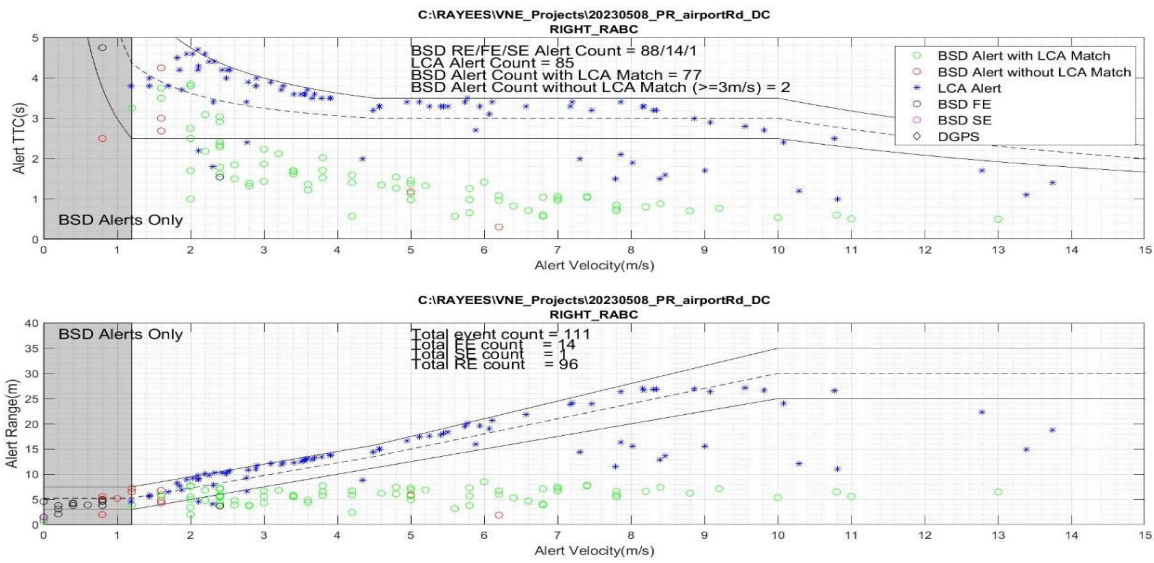 C:\RAYEES\VNE_Projects\20230508_PR_airportRd_DC
RIGHT_RABC
BSD RE/FE/SE Alert Count = 88/14/1
LCA Alert Count = 85
BSD Alert Count with LCA Match = 77
BSD Alert Count without LCA Match (>=3m/s) = 2
BSD Alert with LCA Match
BSD Alert without LCA Match
LCA Alert
BSD FE
BSD SE
DGPS
Alert TTC(s)
5
4
3
2
1
0
BSD Alerts Only
0 1 2 3 4 5 6 7 8 9 10 11 12 13 14 15
Alert Velocity(m/s)
C:\RAYEES\VNE_Projects\20230508_PR_airportRd_DC
RIGHT_RABC
BSD Alerts Only
Total event count = 111
Total FE count = 14
Total SE count = 1
Total RE count = 96
Alert Range(m)
40
35
30
25
20
15
10
5
0
0 1 2 3 4 5 6 7 8 9 10 11 12 13 14 15
Alert Velocity(m/s)